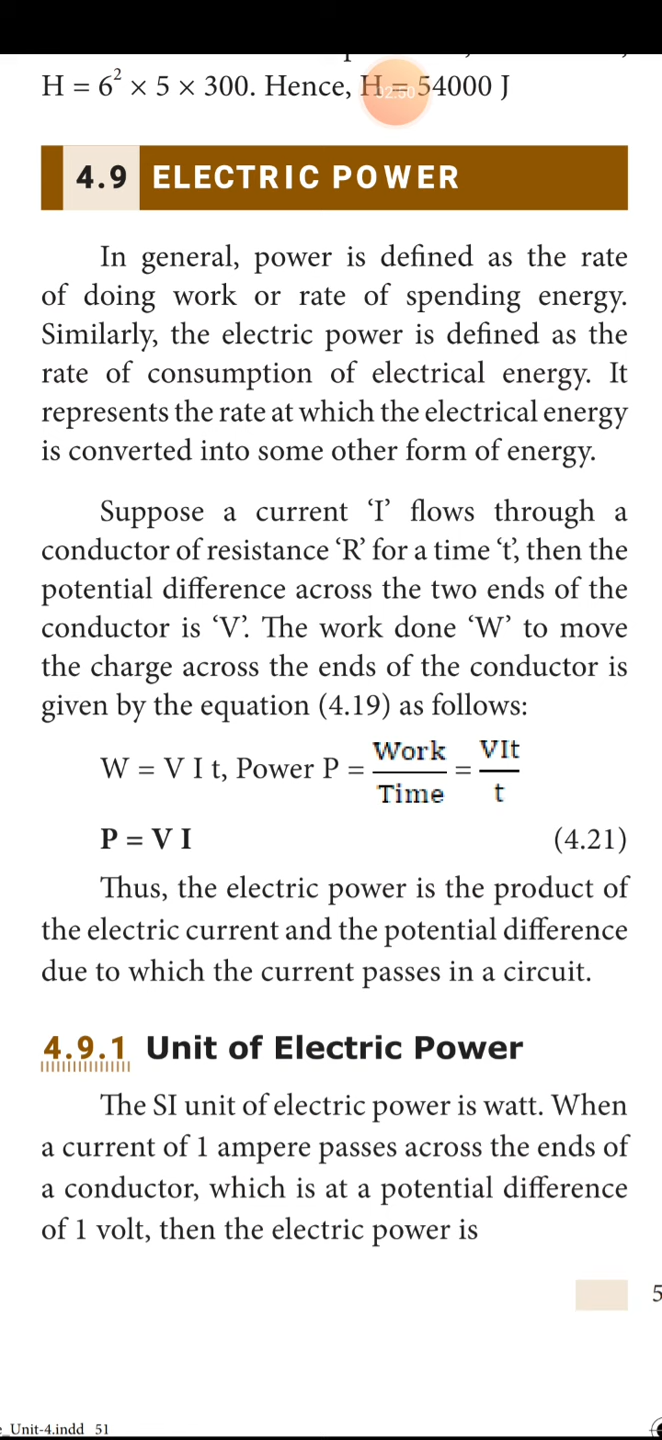 H = 6² × 5 × 300. Hence, H = 54000 J
02:50
4.9 ELECTRIC POWER
In general, power is defined as the rate
of doing work or rate of spending energy.
Similarly, the electric power is defined as the
rate of consumption of electrical energy. It
represents the rate at which the electrical energy
is converted into some other form of energy.
Suppose a current ‘I’ flows through a
conductor of resistance ‘R’ for a time ‘t’, then the
potential difference across the two ends of the
conductor is ‘V’. The work done ‘W’ to move
the charge across the ends of the conductor is
given by the equation (4.19) as follows:
W = V I t, Power P = Work/Time = VIt/t
P = V I (4.21)
Thus, the electric power is the product of
the electric current and the potential difference
due to which the current passes in a circuit.
4.9.1 Unit of Electric Power
The SI unit of electric power is watt. When
a current of 1 ampere passes across the ends of
a conductor, which is at a potential difference
of 1 volt, then the electric power is
5
_Unit-4.indd 51